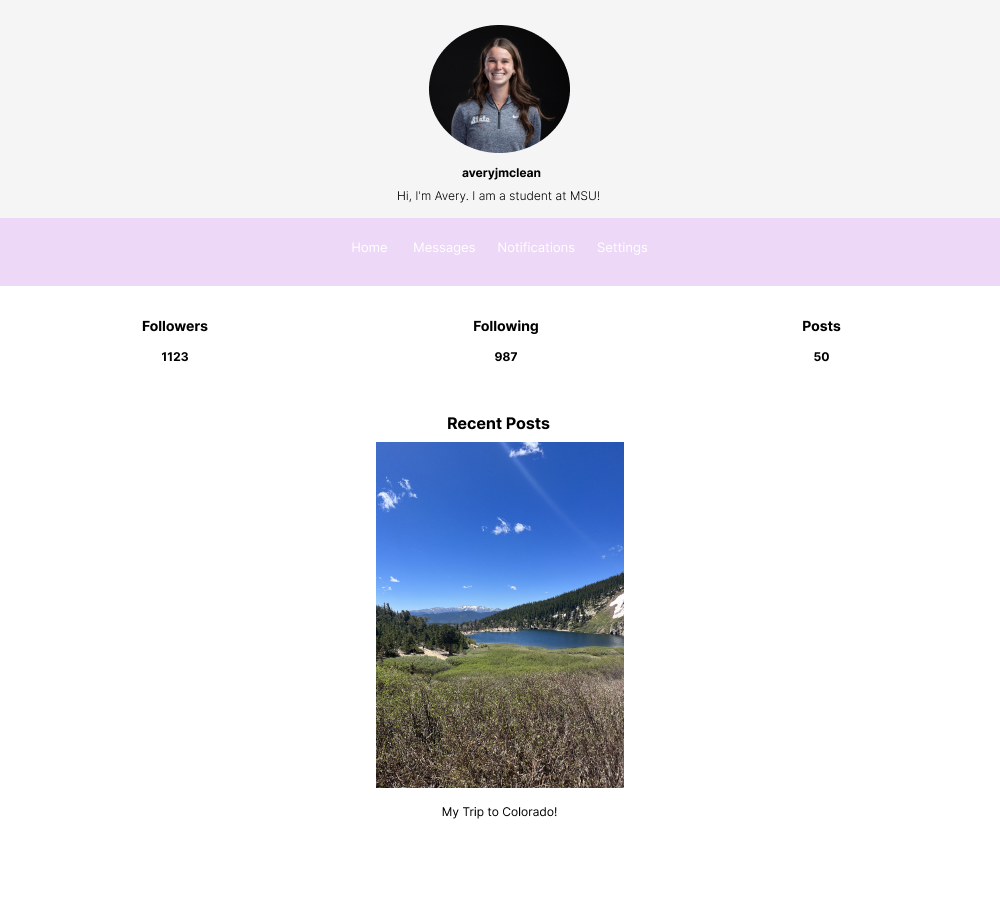 State
averyjmclean
Hi, I'm Avery. I am a student at MSU!
Home Messages Notifications Settings
Followers Following Posts
1123 987 50
Recent Posts
My Trip to Colorado!